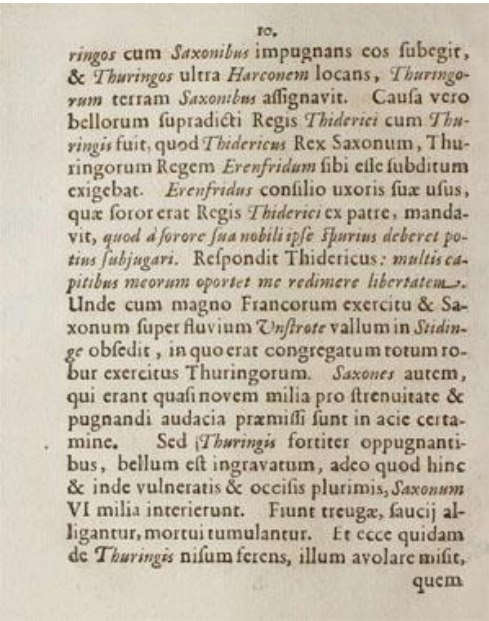 10.
ringos cum Saxonibus impugnans eos ſubegit,
& Thuringos ultra Harconem locans, Thuringo-
rum terram Saxonibus aſſignavit. Cauſa vero
bellorum ſupradicti Regis Thiderici cum Thu-
ringis fuit, quod Thidericus Rex Saxonum, Thu-
ringorum Regem Erenfridum ſibi eſſe ſubditum
exigebat. Erenfridus conſilio uxoris ſuæ uſus,
quæ ſoror erat Regis Thiderici ex patre, manda-
vit, quod à ſorore ſua nobili ipſe ſpurius deberet po-
tius ſubjugari. Reſpondit Thidericus: multis ca-
pitibus meorum oportet me redimere libertatem.
Unde cum magno Francorum exercitu & Sa-
xonum ſuper fluvium Vnſtrote vallum in Stidin-
ge obſedit, in quo erat congregatum totum ro-
bur exercitus Thuringorum. Saxones autem,
qui erant quaſi novem milia pro ſtrenuitate &
pugnandi audacia præmiſſi ſunt in acie certa-
mine. Sed Thuringis fortiter oppugnanti-
bus, bellum eſt ingravatum, adeo quod hinc
& inde vulneratis & occiſis plurimis, Saxonum
VI milia interierunt. Fiunt treugæ, ſaucij al-
ligantur, mortui tumulantur. Et ecce quidam
de Thuringis niſum ferens, illum avolare miſit,
quem